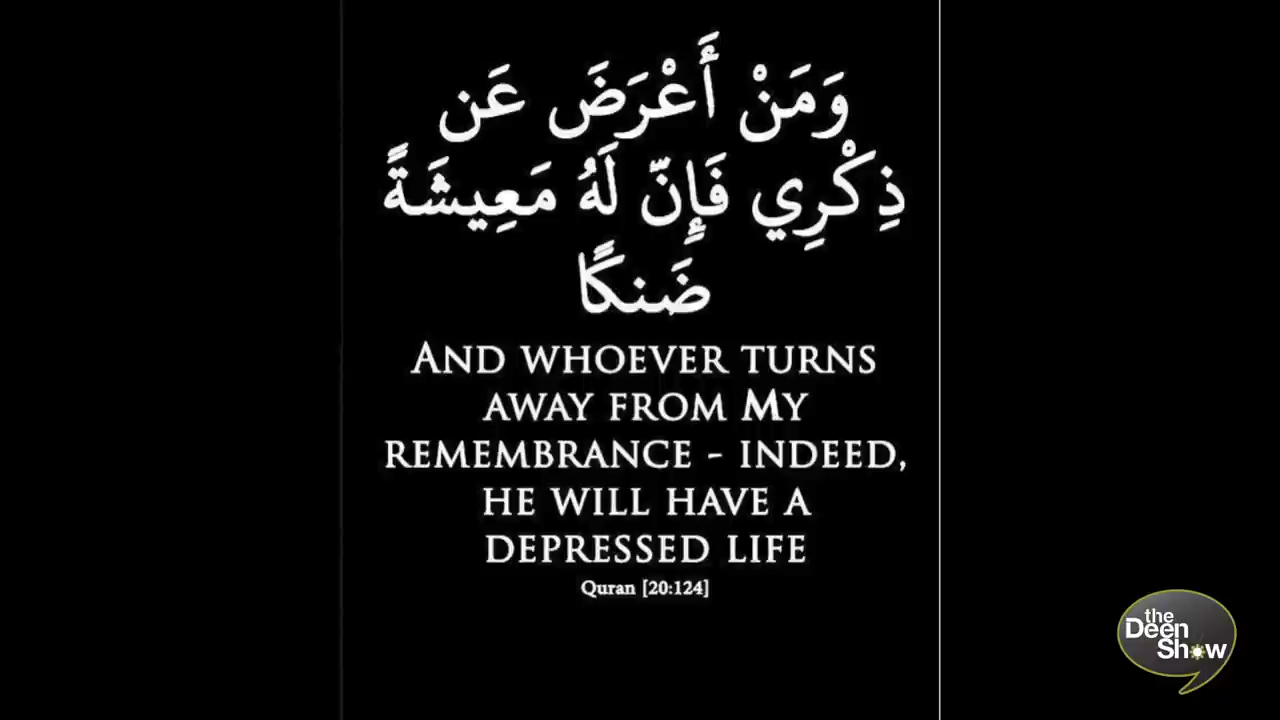 وَمَنْ أَعْرَضَ عَن
ذِكْرِي فَإِنّ لَهُ مَعِيشَةً
ضَنكًا
AND WHOEVER TURNS
AWAY FROM MY
REMEMBRANCE - INDEED,
HE WILL HAVE A
DEPRESSED LIFE
Quran [20:124]
the
Deen
Show